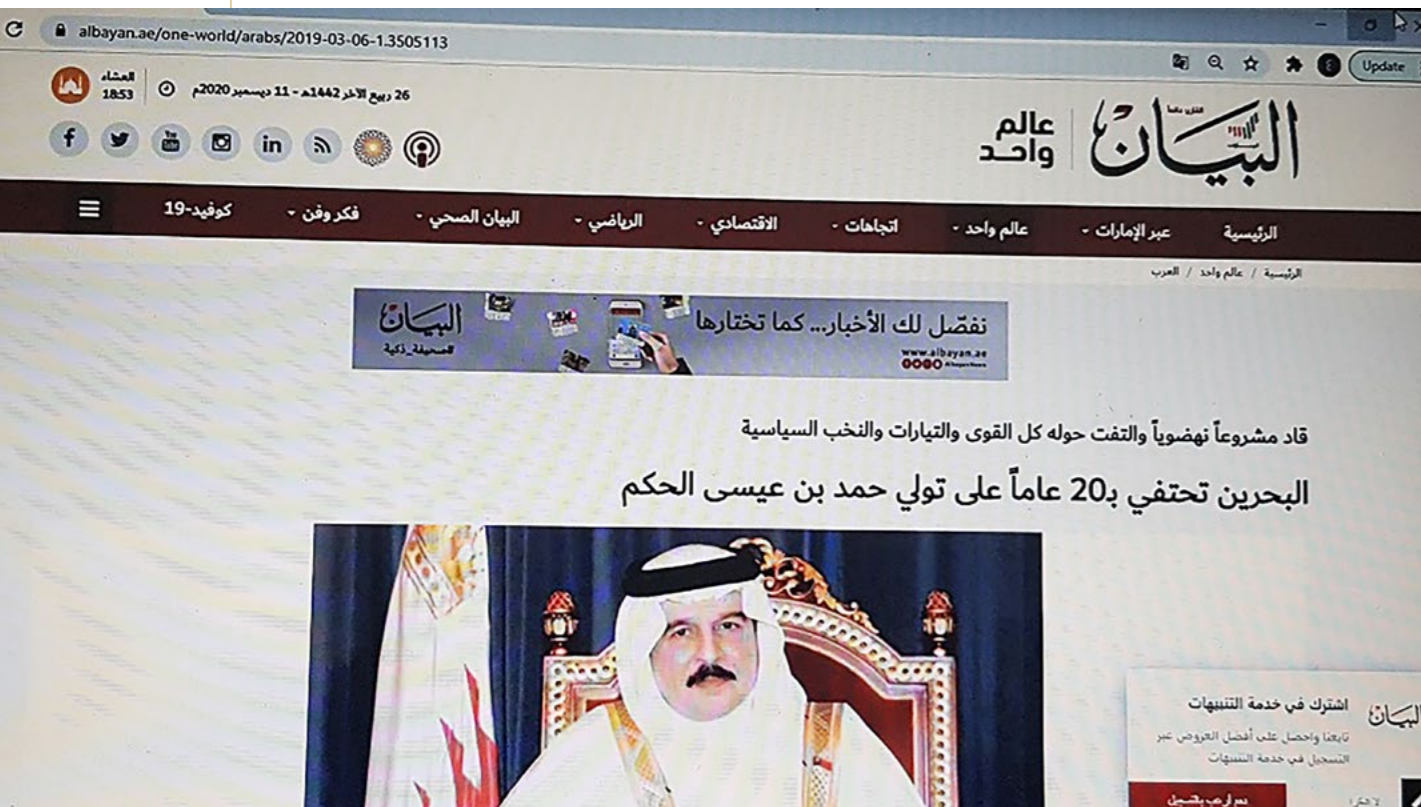 albayan.ae/one-world/arabs/2019-03-06-1.3505113
Update
العشاء
18:53
26 ربيع الآخر 1442هـ - 11 ديسمبر 2020م
البيان
عالم
واحد
f
You
in
الرئيسية
عبر الإمارات
عالم واحد
اتجاهات
الاقتصادي
الرياضي
البيان الصحي
فكر وفن
كوفيد-19
الرئيسية / عالم واحد / العرب
نفصّل لك الأخبار... كما تختارها
www.albayan.ae
البيان
قاد مشروعاً نهضوياً والتفت حوله كل القوى والتيارات والنخب السياسية
البحرين تحتفي بـ20 عاماً على تولي حمد بن عيسى الحكم
البيان
اشترك في خدمة التنبيهات
تابعنا واحصل على أفضل العروض عبر
التسجيل في خدمة التنبيهات